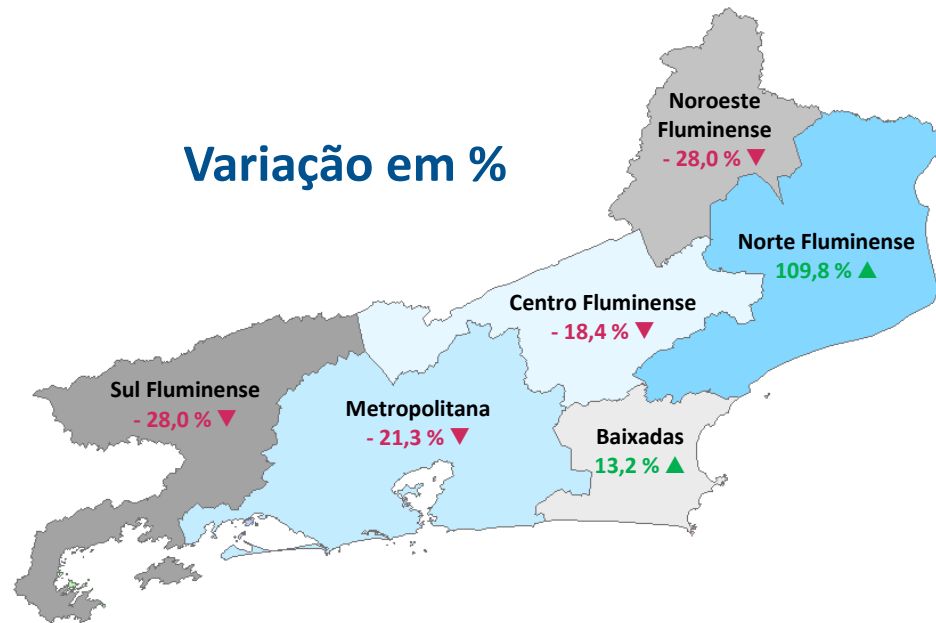 Variação em %
Noroeste
Fluminense
- 28,0 % ▼
Norte Fluminense
109,8 % ▲
Centro Fluminense
- 18,4 % ▼
Sul Fluminense
- 28,0 % ▼
Metropolitana
- 21,3 % ▼
Baixadas
13,2 % ▲